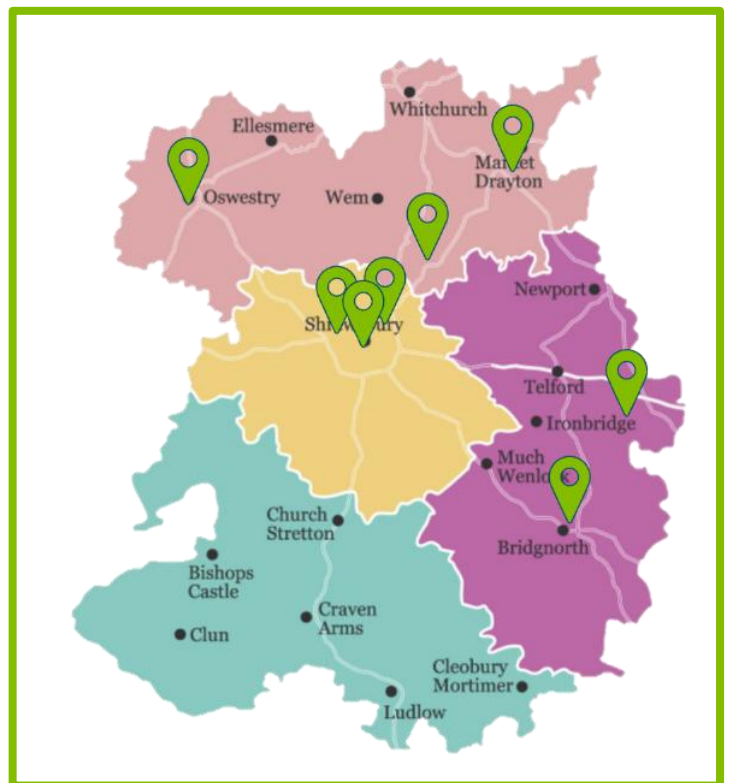 Whitchurch
Ellesmere
Market
Drayton
Oswestry
Wem
Newport
Shrewsbury
Telford
Ironbridge
Much
Wenlock
Church
Stretton
Bridgnorth
Bishops
Castle
Craven
Arms
Clun
Cleobury
Mortimer
Ludlow